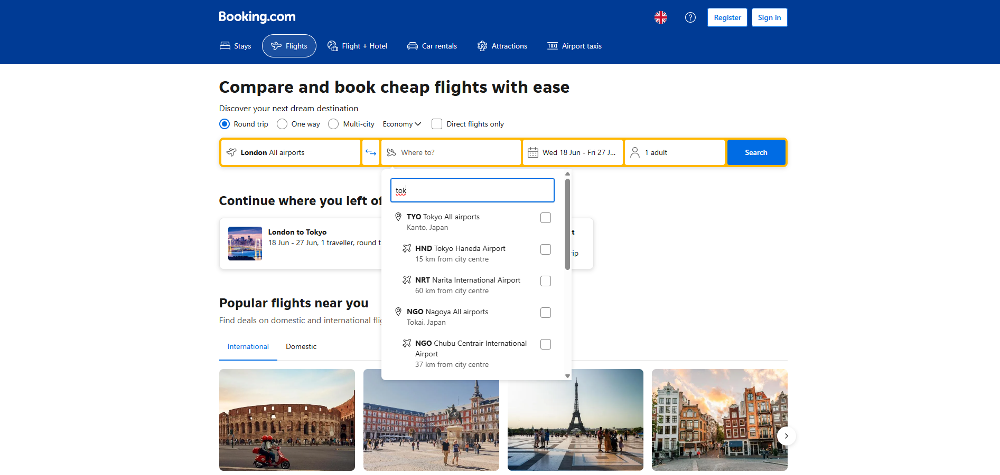 Booking.com
Register
Sign in
Stays
Flights
Flight + Hotel
Car rentals
Attractions
TAXI
Airport taxis
Compare and book cheap flights with ease
Discover your next dream destination
Round trip
One way
Multi-city
Economy
Direct flights only
London All airports
Where to?
Wed 18 Jun - Fri 27 J...
1 adult
Search
tok
TYO Tokyo All airports
Kanto, Japan
HND Tokyo Haneda Airport
15 km from city centre
NRT Narita International Airport
60 km from city centre
NGO Nagoya All airports
Tokai, Japan
NGO Chubu Centrair International
Airport
37 km from city centre
Continue where you left of
London to Tokyo
18 Jun - 27 Jun, 1 traveller, round t
t
rip
Popular flights near you
Find deals on domestic and international flig
International
Domestic